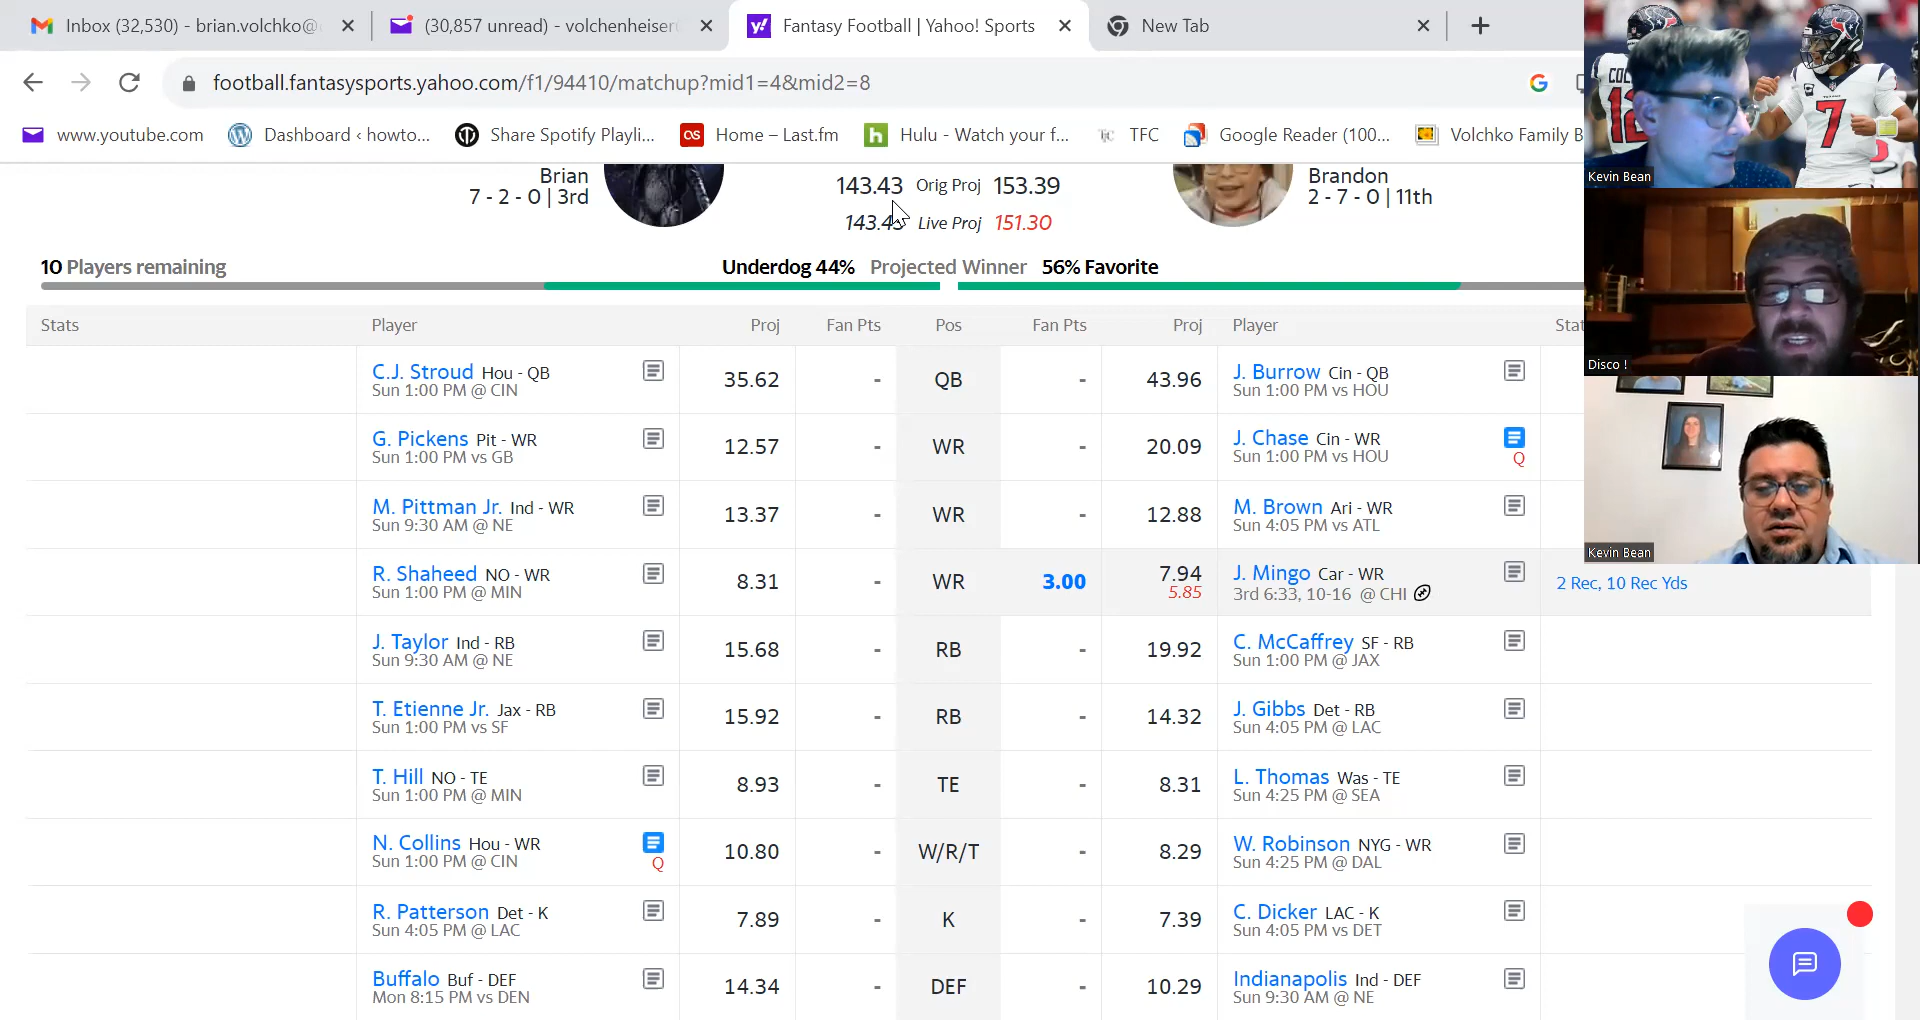 Inbox (32,530) - brian.volchko@
(30,857 unread) - volchenheiser
Fantasy Football | Yahoo! Sports
New Tab
football.fantasysports.yahoo.com/f1/94410/matchup?mid1=4&mid2=8
www.youtube.com
Dashboard ‹ howto...
Share Spotify Playli...
Home – Last.fm
Hulu - Watch your f...
TFC
Google Reader (100...
Volchko Family B
Brian
7 - 2 - 0 | 3rd
143.43 Orig Proj 153.39
143.43 Live Proj 151.30
Brandon
2 - 7 - 0 | 11th
10 Players remaining
Underdog 44% Projected Winner 56% Favorite
Stats Player Proj Fan Pts Pos Fan Pts Proj Player Stat
C.J. Stroud Hou - QB 35.62 - QB - 43.96 J. Burrow Cin - QB
Sun 1:00 PM @ CIN Sun 1:00 PM vs HOU
G. Pickens Pit - WR 12.57 - WR - 20.09 J. Chase Cin - WR
Sun 1:00 PM vs GB Sun 1:00 PM vs HOU Q
M. Pittman Jr. Ind - WR 13.37 - WR - 12.88 M. Brown Ari - WR
Sun 9:30 AM @ NE Sun 4:05 PM vs ATL
R. Shaheed NO - WR 8.31 - WR 3.00 7.94 J. Mingo Car - WR 2 Rec, 10 Rec Yds
Sun 1:00 PM @ MIN 5.85 3rd 6:33, 10-16 @ CHI
J. Taylor Ind - RB 15.68 - RB - 19.92 C. McCaffrey SF - RB
Sun 9:30 AM @ NE Sun 1:00 PM @ JAX
T. Etienne Jr. Jax - RB 15.92 - RB - 14.32 J. Gibbs Det - RB
Sun 1:00 PM vs SF Sun 4:05 PM @ LAC
T. Hill NO - TE 8.93 - TE - 8.31 L. Thomas Was - TE
Sun 1:00 PM @ MIN Sun 4:25 PM @ SEA
N. Collins Hou - WR 10.80 - W/R/T - 8.29 W. Robinson NYG - WR
Sun 1:00 PM @ CIN Q Sun 4:25 PM @ DAL
R. Patterson Det - K 7.89 - K - 7.39 C. Dicker LAC - K
Sun 4:05 PM @ LAC Sun 4:05 PM vs DET
Buffalo Buf - DEF 14.34 - DEF - 10.29 Indianapolis Ind - DEF
Mon 8:15 PM vs DEN Sun 9:30 AM @ NE
7
Kevin Bean
Disco !
Kevin Bean